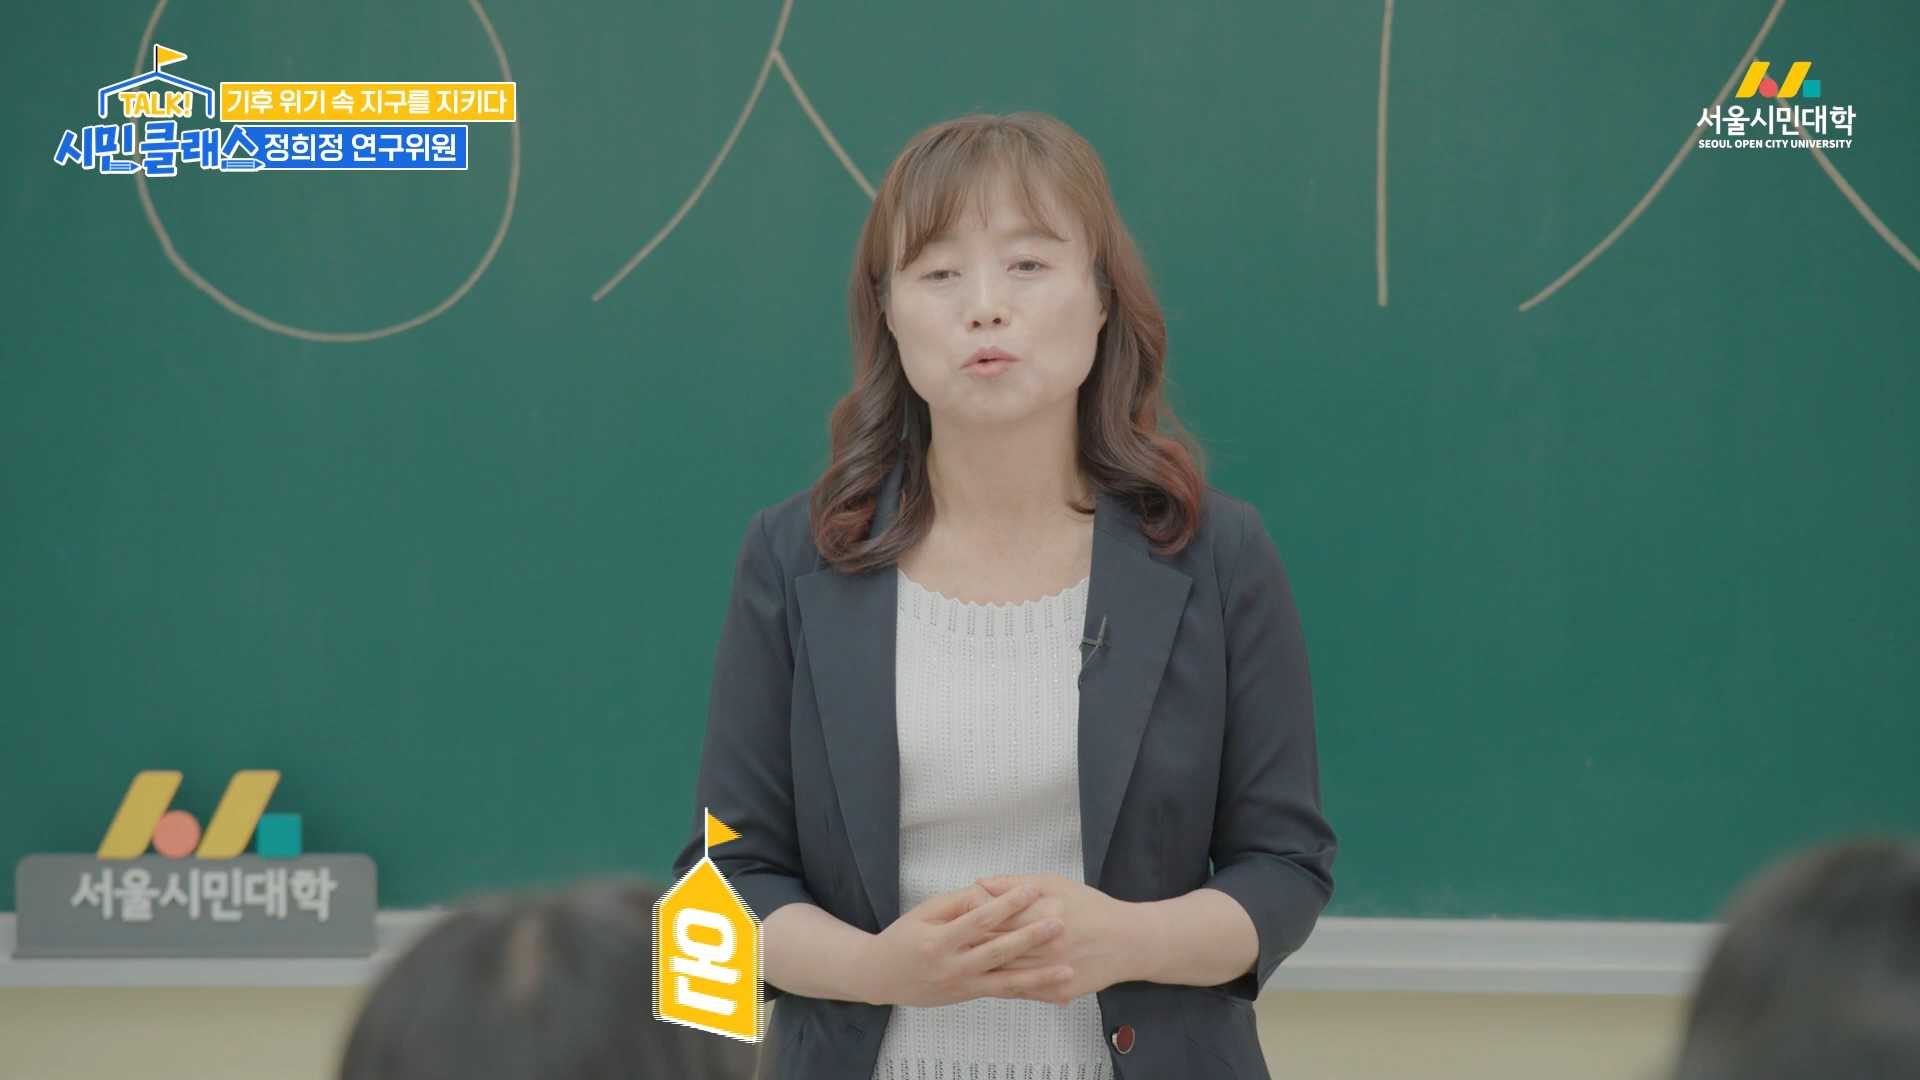 TALK!
시민 클래스
기후 위기 속 지구를 지키다
정희정 연구위원
서울시민대학
SEOUL OPEN CITY UNIVERSITY
서울시민대학
온